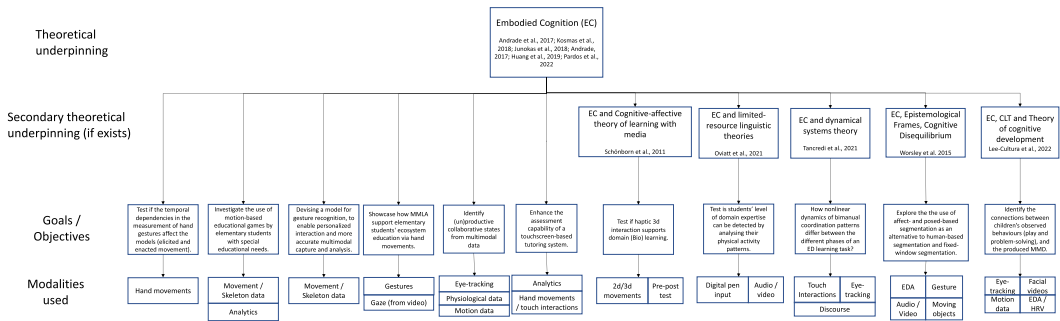 Theoretical
underpinning
Embodied Cognition (EC)
Andrade et al., 2017; Kosmas et al.,
2018; Junokas et al., 2018; Andrade,
2017; Huang et al., 2019; Pardos et al.,
2022
Secondary theoretical
underpinning (if exists)
EC and Cognitive-affective
theory of learning with
media
Schönborn et al., 2011
EC and limited-
resource linguistic
theories
Oviatt et al., 2021
EC and dynamical
systems theory
Tancredi et al., 2021
EC, Epistemological
Frames, Cognitive
Disequilibrium
Worsley et al. 2015
EC, CLT and Theory
of cognitive
development
Lee-Cultura et al., 2022
Goals /
Objectives
Test if the temporal
dependencies in the
measurement of hand
gestures affect the
models (elicited and
enacted movement).
Investigate the use of
motion-based
educational games by
elementary students
with special
educational needs.
Devising a model for
gesture recognition, to
enable personalized
interaction and more
accurate multimodal
capture and analysis.
Showcase how MMLA
support elementary
students' ecosystem
education via hand
movements.
Identify
(un)productive
collaborative states
from multimodal
data
Enhance the
assessment
capability of a
touchscreen-based
tutoring system.
Test if haptic 3d
interaction supports
domain (Bio) learning.
Test is students' level
of domain expertise
can be detected by
analysing their
physical activity
patterns.
How nonlinear
dynamics of bimanual
coordination patterns
differ between the
different phases of an
ED learning task?
Explore the the use of
affect- and posed-based
segmentation as an
alternative to human-based
segmentation and fixed-
window segmentation.
Identify the
connections between
children's observed
behaviours (play and
problem-solving), and
the produced MMD.
Modalities
used
Hand movements
Movement /
Skeleton data
Analytics
Movement /
Skeleton data
Gestures
Gaze (from video)
Eye-tracking
Physiological data
Motion data
Analytics
Hand movements
/ touch interactions
2d/3d
movements
Pre-post
test
Digital pen
input
Audio /
video
Touch
Interactions
Eye-
tracking
Discourse
EDA
Gesture
Audio /
Video
Moving
objects
Eye-
tracking
Facial
videos
Motion
data
EDA /
HRV